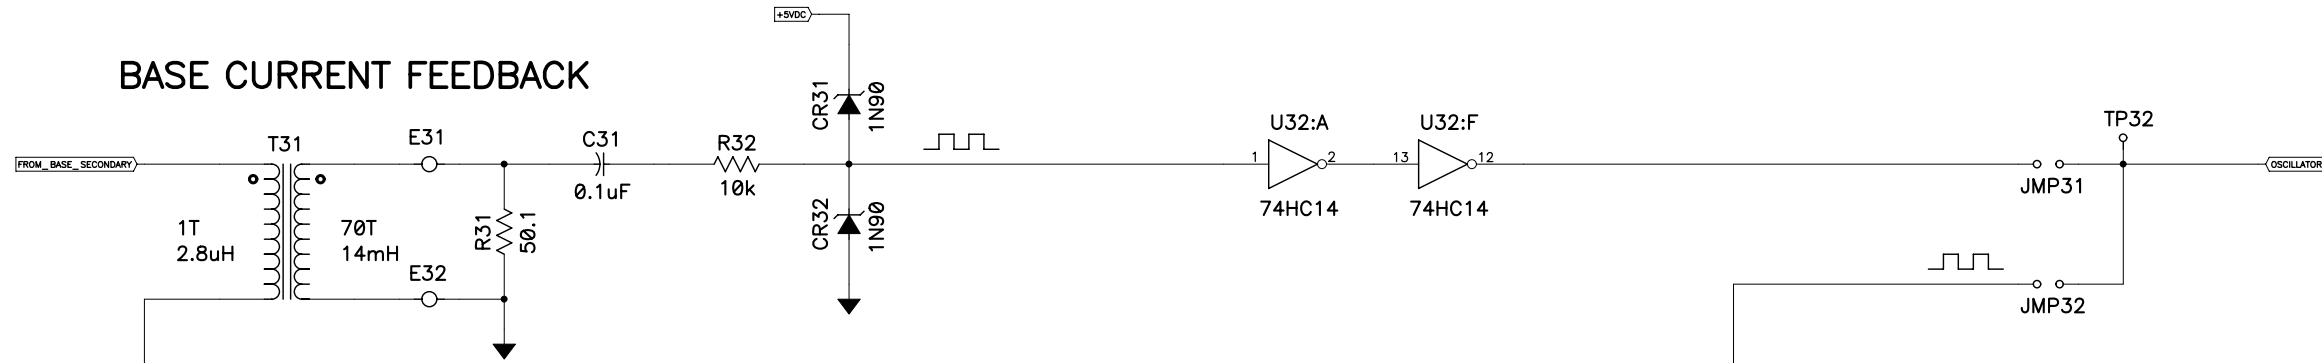 +5VDC
BASE CURRENT FEEDBACK
CR31
1N90
T31
E31
C31
R32
U32:A
U32:F
TP32
FROM_BASE_SECONDARY
1
2
13
12
OSCILLATOR
0.1uF
10k
JMP31
74HC14
74HC14
1T
2.8uH
70T
14mH
R31
50.1
CR32
1N90
E32
JMP32